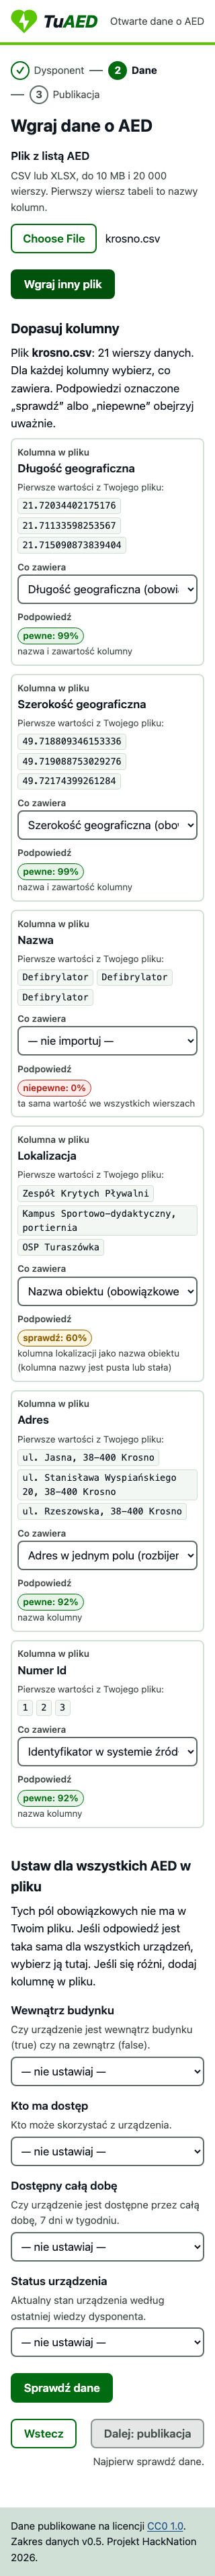 TuAED Otwarte dane o AED
Dysponent — 2 Dane
— 3 Publikacja
Wgraj dane o AED
Plik z listą AED
CSV lub XLSX, do 10 MB i 20 000
wierszy. Pierwszy wiersz tabeli to nazwy
kolumn.
Choose File krosno.csv
Wgraj inny plik
Dopasuj kolumny
Plik krosno.csv: 21 wierszy danych.
Dla każdej kolumny wybierz, co
zawiera. Podpowiedzi oznaczone
„sprawdź” albo „niepewne” obejrzyj
uważnie.
Kolumna w pliku
Długość geograficzna
Pierwsze wartości z Twojego pliku:
21.72034402175176
21.71133598253567
21.715090873839404
Co zawiera
Długość geograficzna (obowią
Podpowiedź
pewne: 99%
nazwa i zawartość kolumny
Kolumna w pliku
Szerokość geograficzna
Pierwsze wartości z Twojego pliku:
49.718809346153336
49.719088753029276
49.72174399261284
Co zawiera
Szerokość geograficzna (obow
Podpowiedź
pewne: 99%
nazwa i zawartość kolumny
Kolumna w pliku
Nazwa
Pierwsze wartości z Twojego pliku:
Defibrylator Defibrylator
Defibrylator
Co zawiera
— nie importuj —
Podpowiedź
niepewne: 0%
ta sama wartość we wszystkich wierszach
Kolumna w pliku
Lokalizacja
Pierwsze wartości z Twojego pliku:
Zespół Krytych Pływalni
Kampus Sportowo-dydaktyczny,
portiernia
OSP Turaszówka
Co zawiera
Nazwa obiektu (obowiązkowe
Podpowiedź
sprawdź: 60%
kolumna lokalizacji jako nazwa obiektu
(kolumna nazwy jest pusta lub stała)
Kolumna w pliku
Adres
Pierwsze wartości z Twojego pliku:
ul. Jasna, 38-400 Krosno
ul. Stanisława Wyspiańskiego
20, 38-400 Krosno
ul. Rzeszowska, 38-400 Krosno
Co zawiera
Adres w jednym polu (rozbijem
Podpowiedź
pewne: 92%
nazwa kolumny
Kolumna w pliku
Numer Id
Pierwsze wartości z Twojego pliku:
1 2 3
Co zawiera
Identyfikator w systemie źród
Podpowiedź
pewne: 92%
nazwa kolumny
Ustaw dla wszystkich AED w
pliku
Tych pól obowiązkowych nie ma w
Twoim pliku. Jeśli odpowiedź jest
taka sama dla wszystkich urządzeń,
wybierz ją tutaj. Jeśli się różni, dodaj
kolumnę w pliku.
Wewnątrz budynku
Czy urządzenie jest wewnątrz budynku
(true) czy na zewnątrz (false).
— nie ustawiaj —
Kto ma dostęp
Kto może skorzystać z urządzenia.
— nie ustawiaj —
Dostępny całą dobę
Czy urządzenie jest dostępne przez całą
dobę, 7 dni w tygodniu.
— nie ustawiaj —
Status urządzenia
Aktualny stan urządzenia według
ostatniej wiedzy dysponenta.
— nie ustawiaj —
Sprawdź dane
Wstecz Dalej: publikacja
Najpierw sprawdź dane.
Dane publikowane na licencji CC0 1.0.
Zakres danych v0.5. Projekt HackNation
2026.